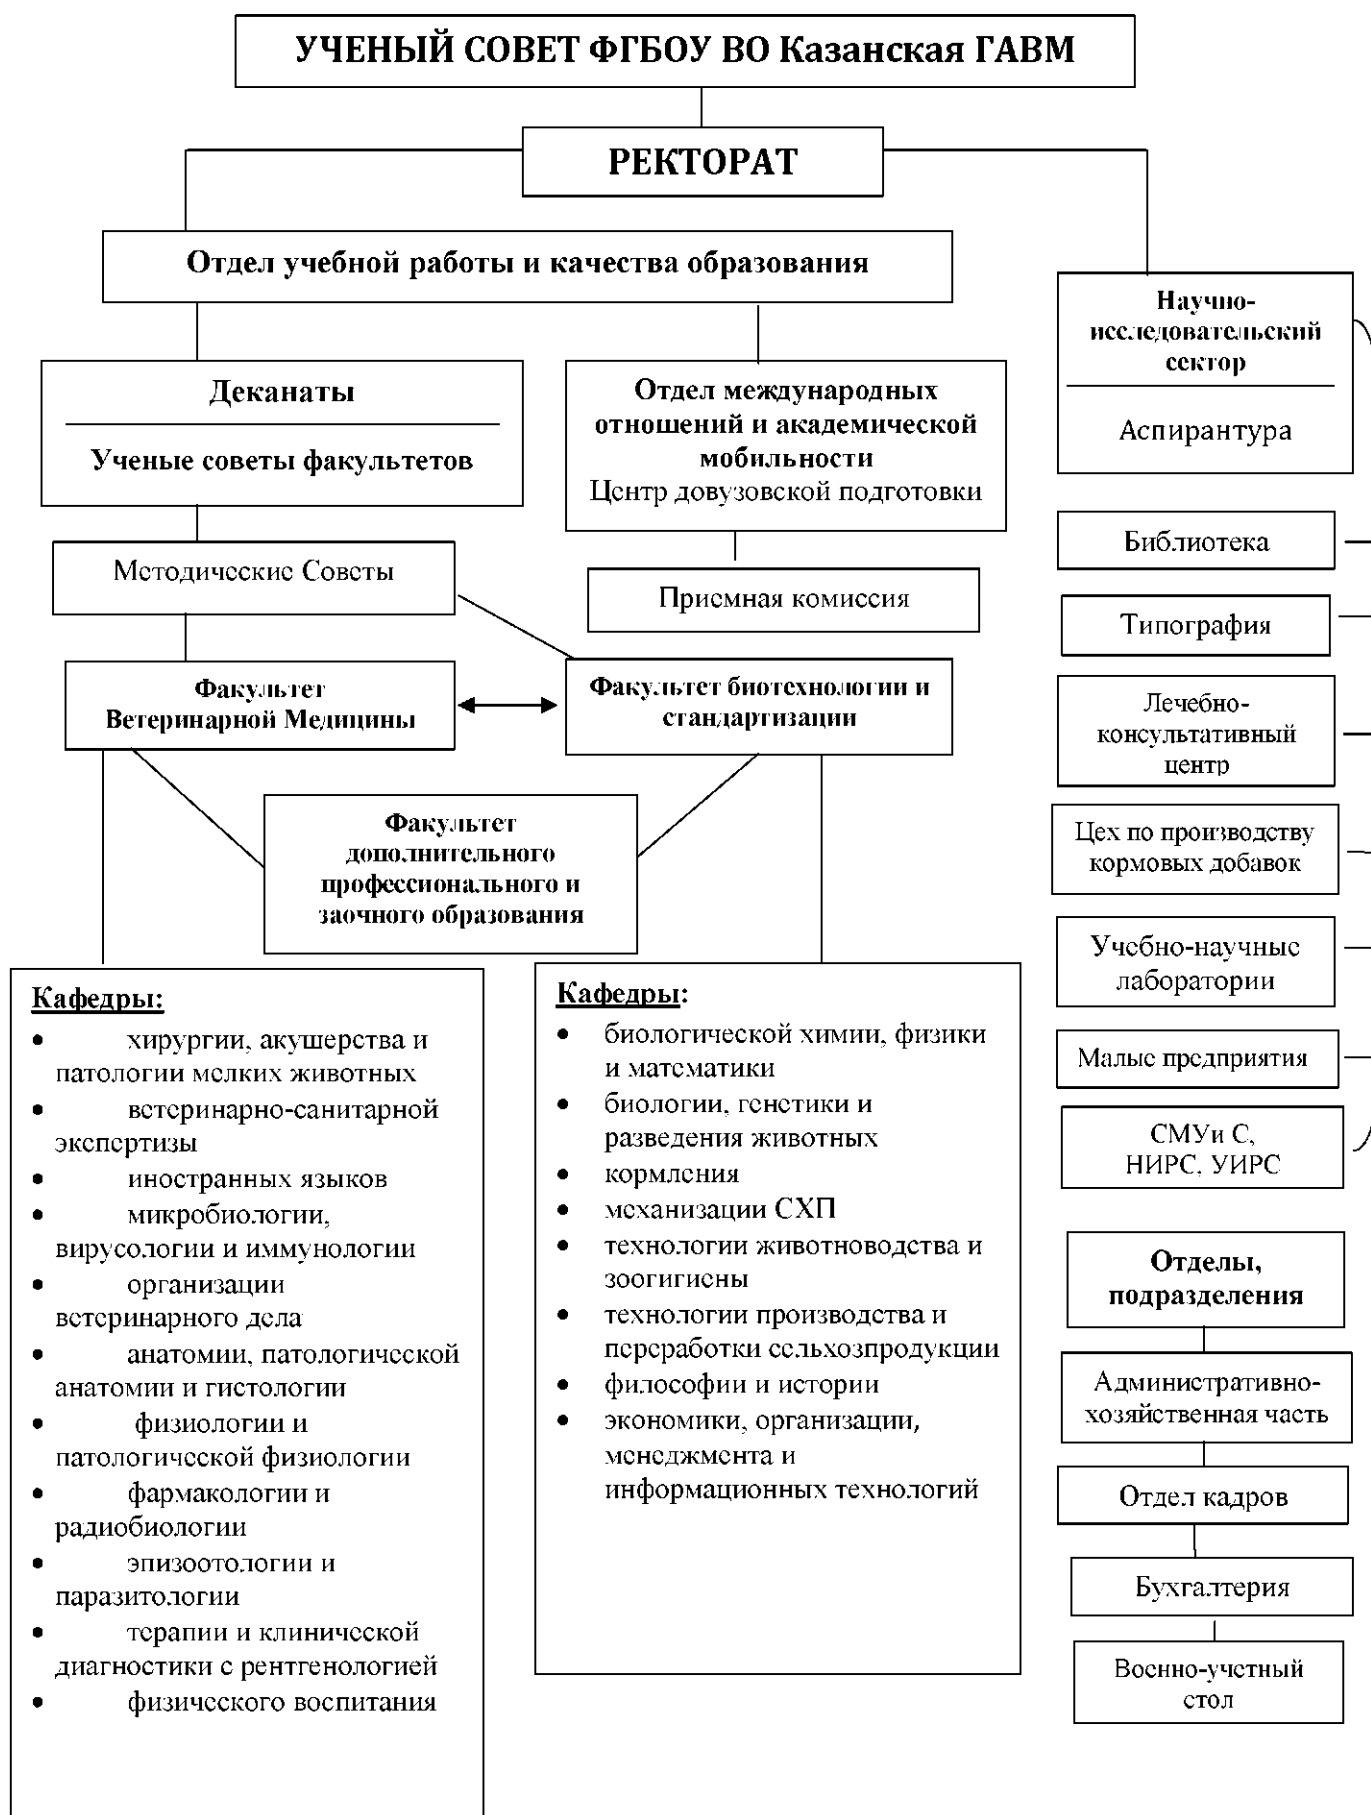 УЧЕНЫЙ СОВЕТ ФГБОУ ВО Казанская ГАВМ
РЕКТОРАТ
Отдел учебной работы и качества образования
Деканаты
Ученые советы факультетов
Отдел международных
отношений и академической
мобильности
Центр довузовской подготовки
Научно-
исследовательский
сектор
Аспирантура
Методические Советы
Приемная комиссия
Библиотека
Типография
Факультет
Ветеринарной Медицины
Факультет биотехнологии и
стандартизации
Лечебно-
консультативный
центр
Факультет
дополнительного
профессионального и
заочного образования
Цех по производству
кормовых добавок
Учебно-научные
лаборатории
Малые предприятия
СМУи С,
НИРС, УИРС
Кафедры:
• хирургии, акушерства и
патологии мелких животных
• ветеринарно-санитарной
экспертизы
• иностранных языков
• микробиологии,
вирусологии и иммунологии
• организации
ветеринарного дела
• анатомии, патологической
анатомии и гистологии
• физиологии и
патологической физиологии
• фармакологии и
радиобиологии
• эпизоотологии и
паразитологии
• терапии и клинической
диагностики с рентгенологией
• физического воспитания
Кафедры:
• биологической химии, физики
и математики
• биологии, генетики и
разведения животных
• кормления
• механизации СХП
• технологии животноводства и
зоогигиены
• технологии производства и
переработки сельхозпродукции
• философии и истории
• экономики, организации,
менеджмента и
информационных технологий
Отделы,
подразделения
Административно-
хозяйственная часть
Отдел кадров
Бухгалтерия
Военно-учетный
стол